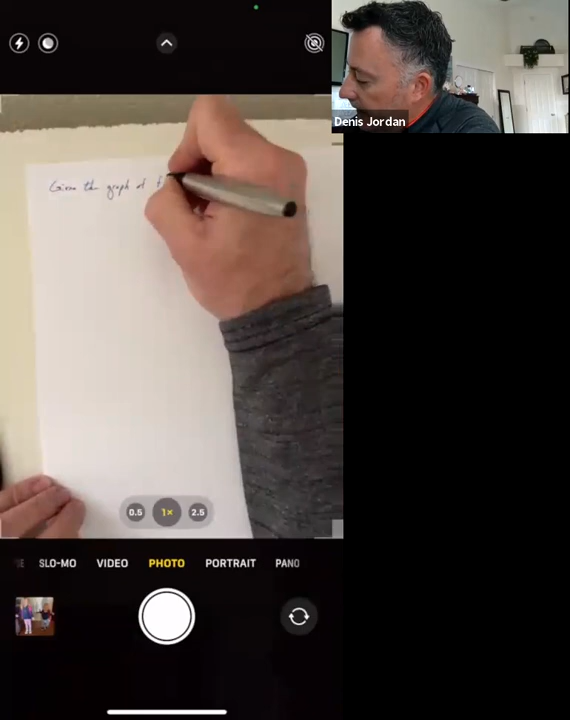 Denis Jordan
Given the graph of f
0.5 1× 2.5
SLO-MO VIDEO PHOTO PORTRAIT PANO